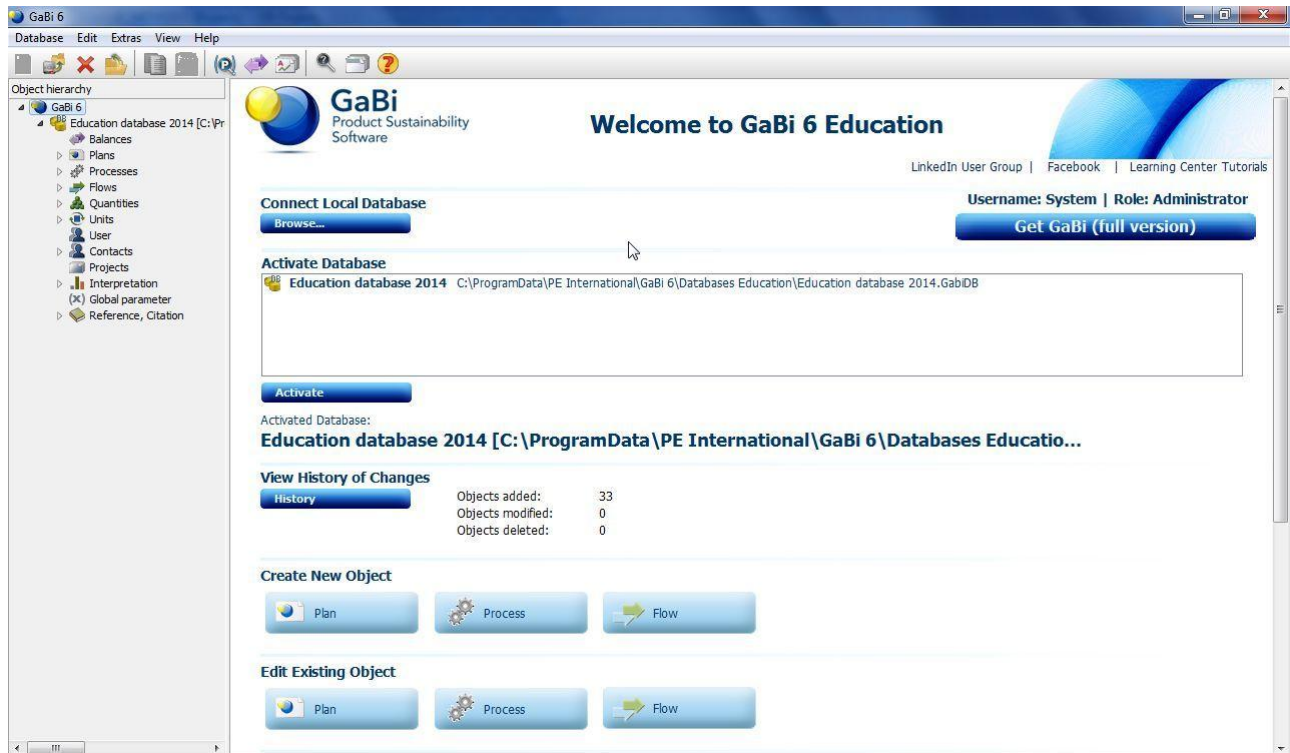 GaBi 6
Database Edit Extras View Help
Object hierarchy
GaBi 6
Education database 2014 [C:\Pr
Balances
Plans
Processes
Flows
Quantities
Units
User
Contacts
Projects
Interpretation
Global parameter
Reference, Citation
GaBi
Product Sustainability
Software
Welcome to GaBi 6 Education
LinkedIn User Group | Facebook | Learning Center Tutorials
Connect Local Database
Browse...
Username: System | Role: Administrator
Get GaBi (full version)
Activate Database
Education database 2014 C:\ProgramData\PE International\GaBi 6\Databases Education\Education database 2014.GabiDB
Activate
Activated Database:
Education database 2014 [C:\ProgramData\PE International\GaBi 6\Databases Educatio...
View History of Changes
History
Objects added: 33
Objects modified: 0
Objects deleted: 0
Create New Object
Plan Process Flow
Edit Existing Object
Plan Process Flow